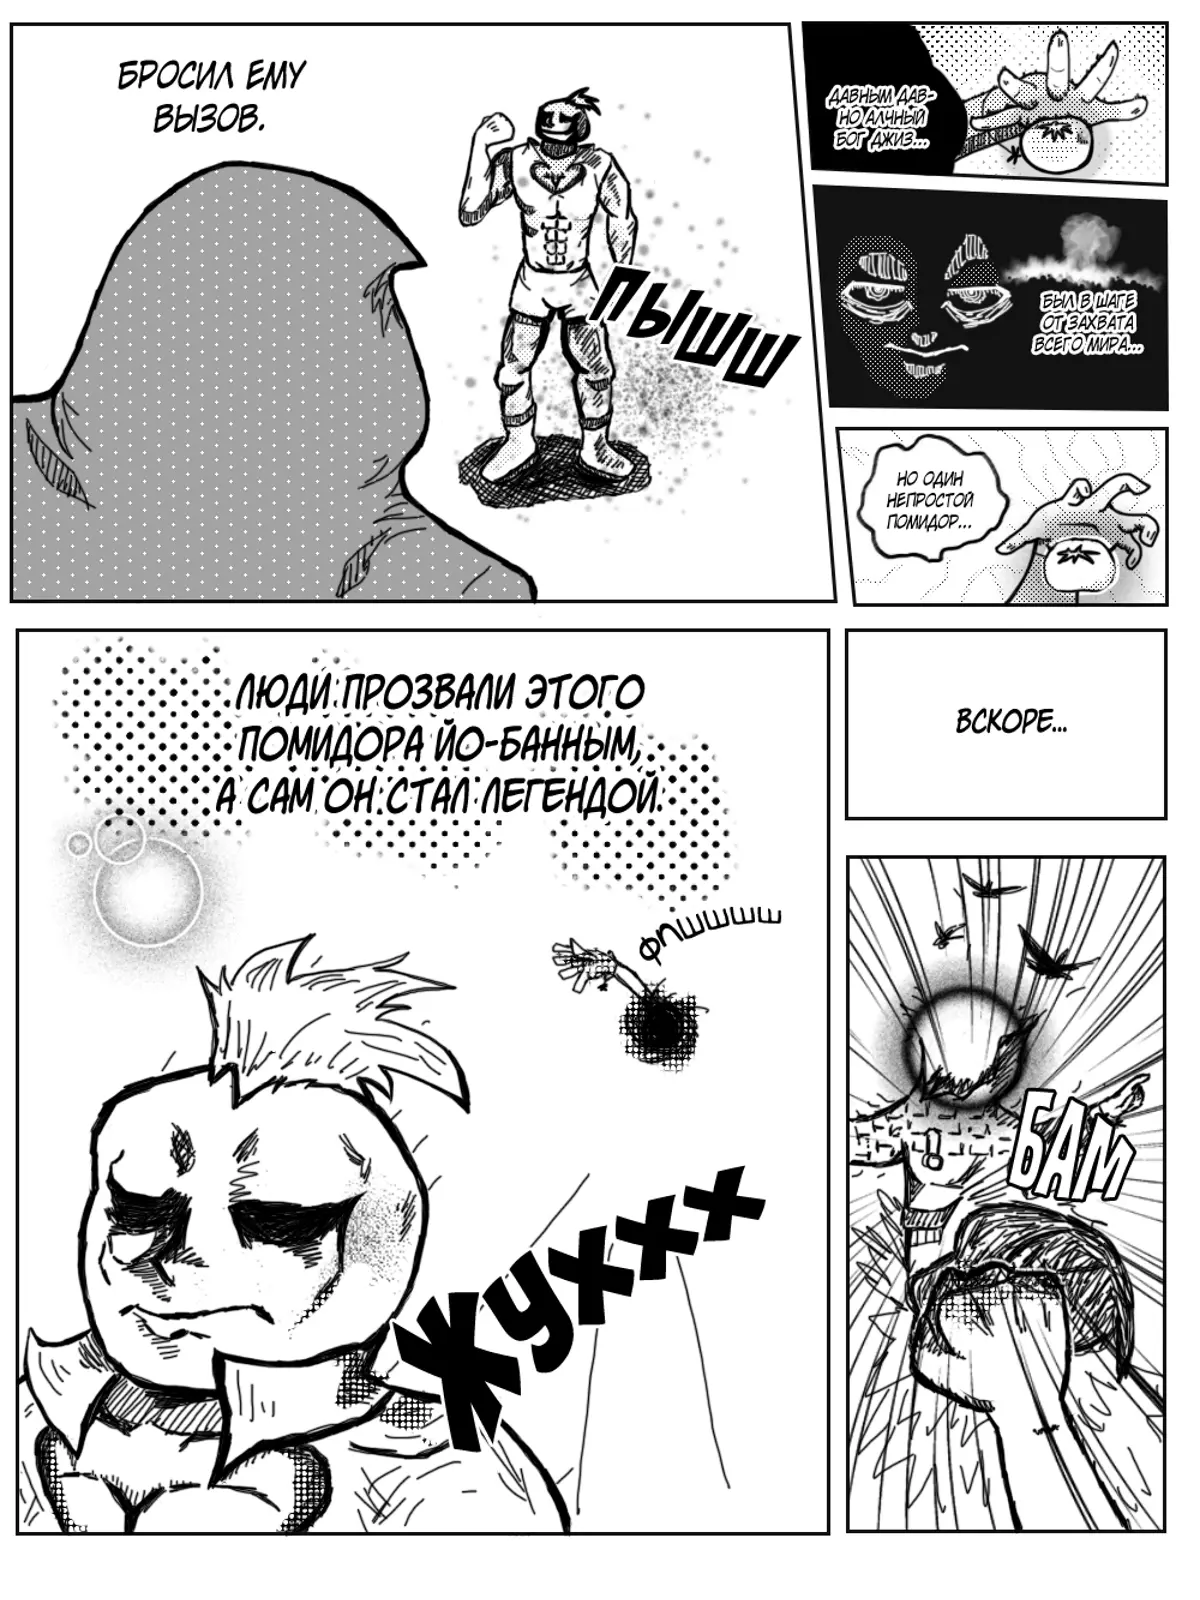 ДАВНЫМ ДАВ-
НО АЛЧНЫЙ
БОГ ДЖИЗ...
БЫЛ В ШАГЕ
ОТ ЗАХВАТА
ВСЕГО МИРА...
НО ОДИН
НЕПРОСТОЙ
ПОМИДОР...
БРОСИЛ ЕМУ
ВЫЗОВ.
ПЫШШ
ВСКОРЕ...
БАМ
ЛЮДИ ПРОЗВАЛИ ЭТОГО
ПОМИДОРА ЙО-БАННЫМ,
А САМ ОН СТАЛ ЛЕГЕНДОЙ.
ФПШШШШ
ЖУХХХ